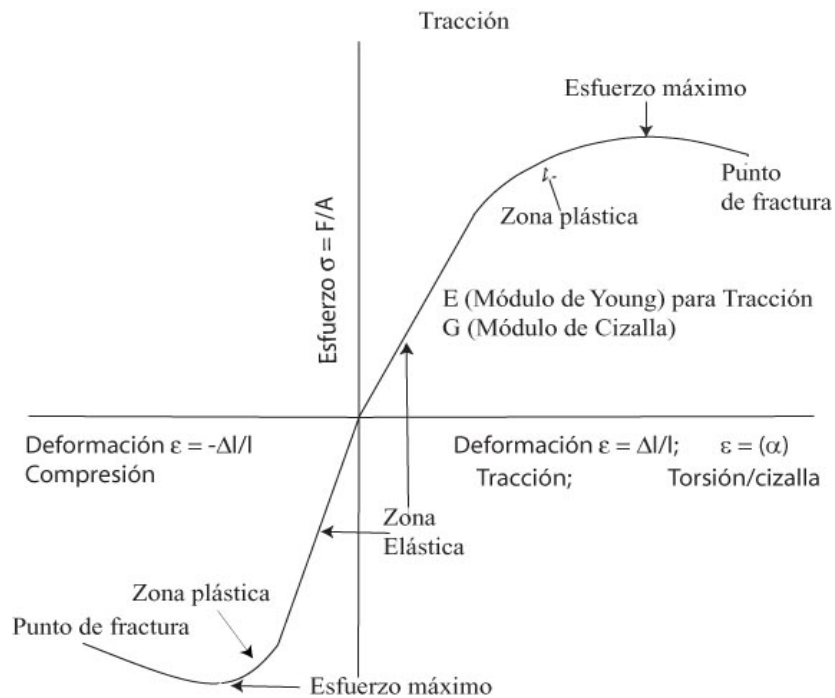 Tracción
Esfuerzo máximo
Punto
de fractura
Zona plástica
Esfuerzo σ = F/A
E (Módulo de Young) para Tracción
G (Módulo de Cizalla)
Deformación ε = -Δl/l
Compresión
Deformación ε = Δl/l; ε = (α)
Tracción; Torsión/cizalla
Zona
Elástica
Zona plástica
Punto de fractura
Esfuerzo máximo